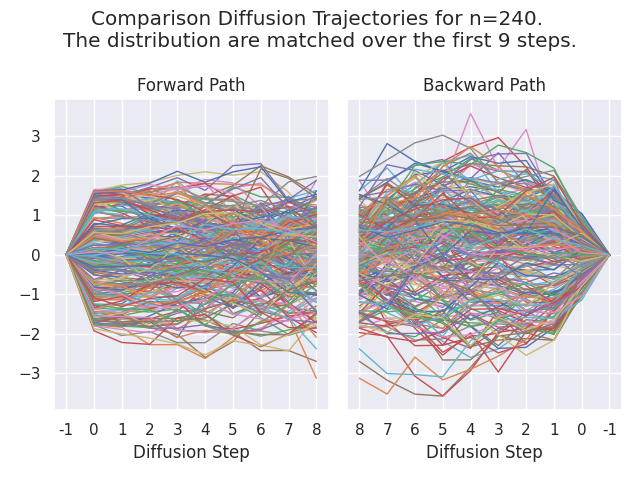 Comparison Diffusion Trajectories for n=240.
The distribution are matched over the first 9 steps.
Forward Path
Backward Path
3
2
1
0
−1
−2
−3
-1 0 1 2 3 4 5 6 7 8
8 7 6 5 4 3 2 1 0 -1
Diffusion Step
Diffusion Step